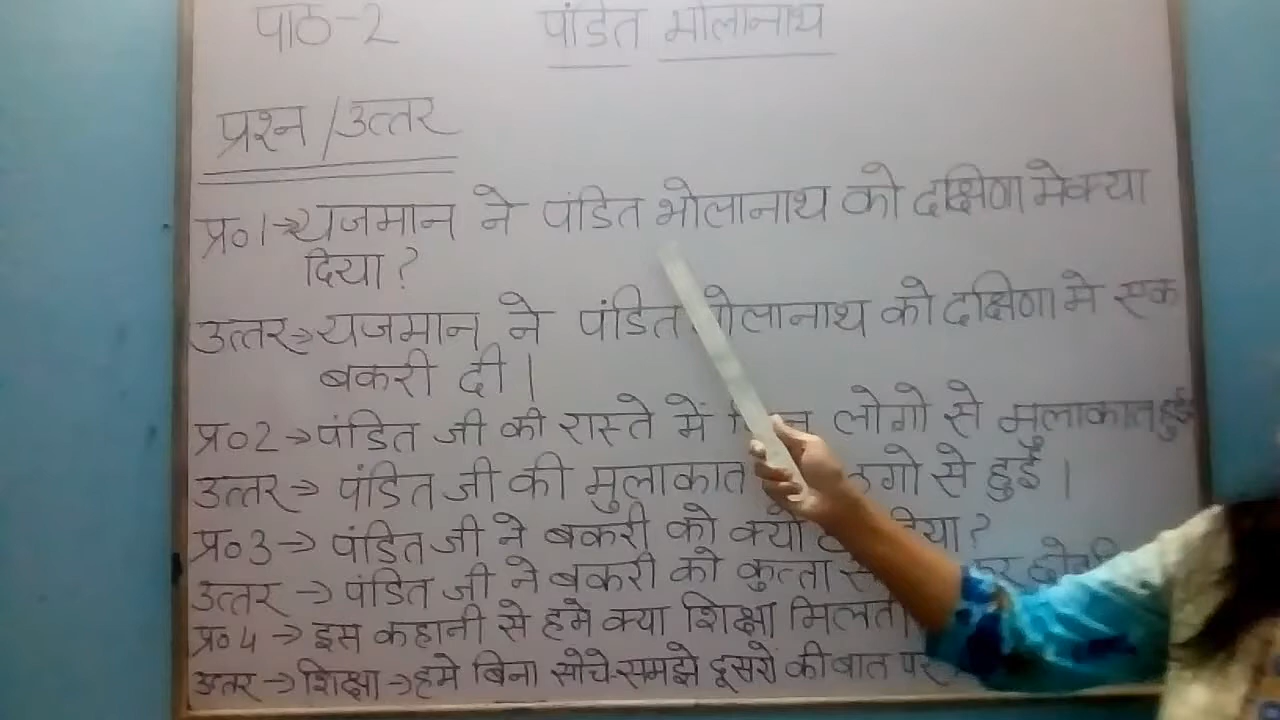 पाठ-2 पंडित भोलानाथ
प्रश्न/उत्तर
प्र०1→यजमान ने पंडित भोलानाथ को दक्षिणा मे क्या
दिया?
उत्तर→यजमान ने पंडित भोलानाथ को दक्षिणा मे एक
बकरी दी।
प्र०2→पंडित जी की रास्ते में लोगो से मुलाकात हुई
उत्तर→ पंडित जी की मुलाकात से हुई।
प्र०3→ पंडित जी ने बकरी को क्यो ?
उत्तर→ पंडित जी ने बकरी को कुत्ता
प्र०4→ इस कहानी से हमे क्या शिक्षा मिलती
उत्तर→शिक्षा→हमे बिना सोचे-समझे दूसरो की बात पर